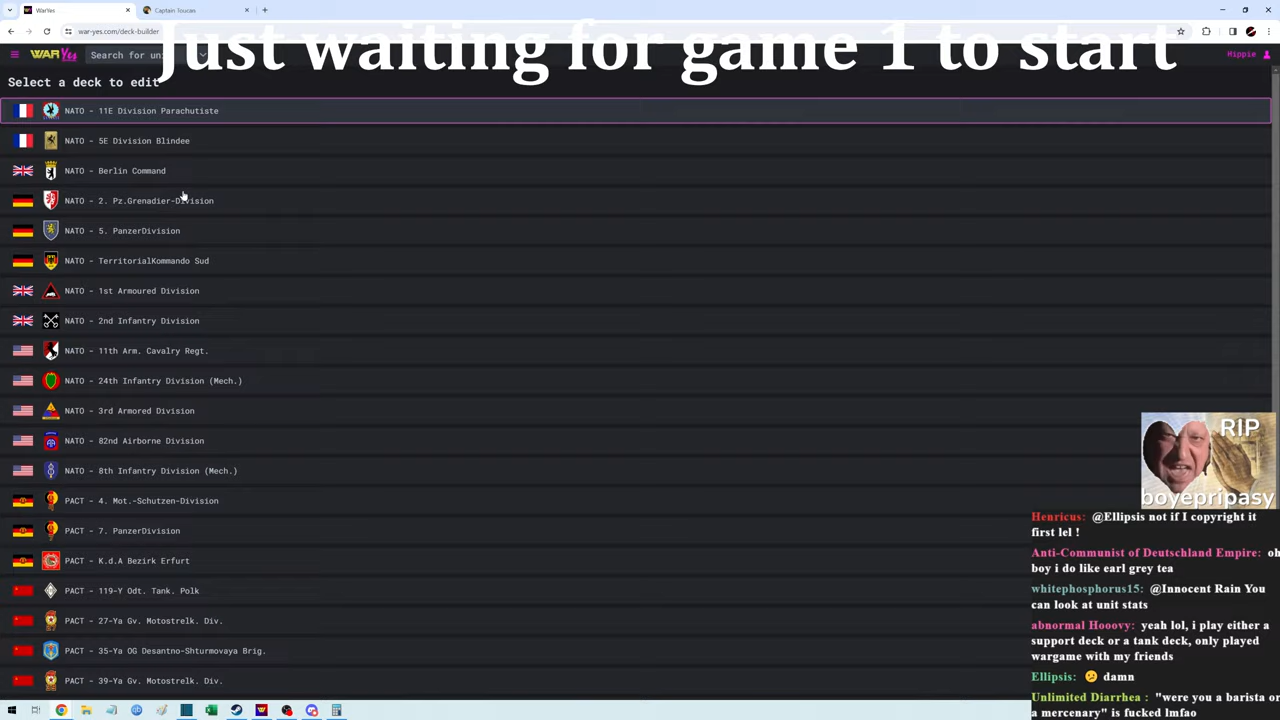 WarYes
Captain Toucan
war-yes.com/deck-builder
Just waiting for game 1 to start
WAR Yes
Search for uni
Hippie
Select a deck to edit
NATO - 11E Division Parachutiste
NATO - 5E Division Blindee
NATO - Berlin Command
NATO - 2. Pz.Grenadier-Division
NATO - 5. PanzerDivision
NATO - TerritorialKommando Sud
NATO - 1st Armoured Division
NATO - 2nd Infantry Division
NATO - 11th Arm. Cavalry Regt.
NATO - 24th Infantry Division (Mech.)
NATO - 3rd Armored Division
NATO - 82nd Airborne Division
NATO - 8th Infantry Division (Mech.)
PACT - 4. Mot.-Schutzen-Division
PACT - 7. PanzerDivision
PACT - K.d.A Bezirk Erfurt
PACT - 119-Y Odt. Tank. Polk
PACT - 27-Ya Gv. Motostrelk. Div.
PACT - 35-Ya OG Desantno-Shturmovaya Brig.
PACT - 39-Ya Gv. Motostrelk. Div.
RIP
boyepripasy
Henricus: @Ellipsis not if I copyright it
first lel !
Anti-Communist of Deutschland Empire: oh
boy i do like earl grey tea
whitephosphorus15: @Innocent Rain You
can look at unit stats
abnormal Hooovy: yeah lol, i play either a
support deck or a tank deck, only played
wargame with my friends
Ellipsis: 😕 damn
Unlimited Diarrhea : "were you a barista or
a mercenary" is fucked lmfao